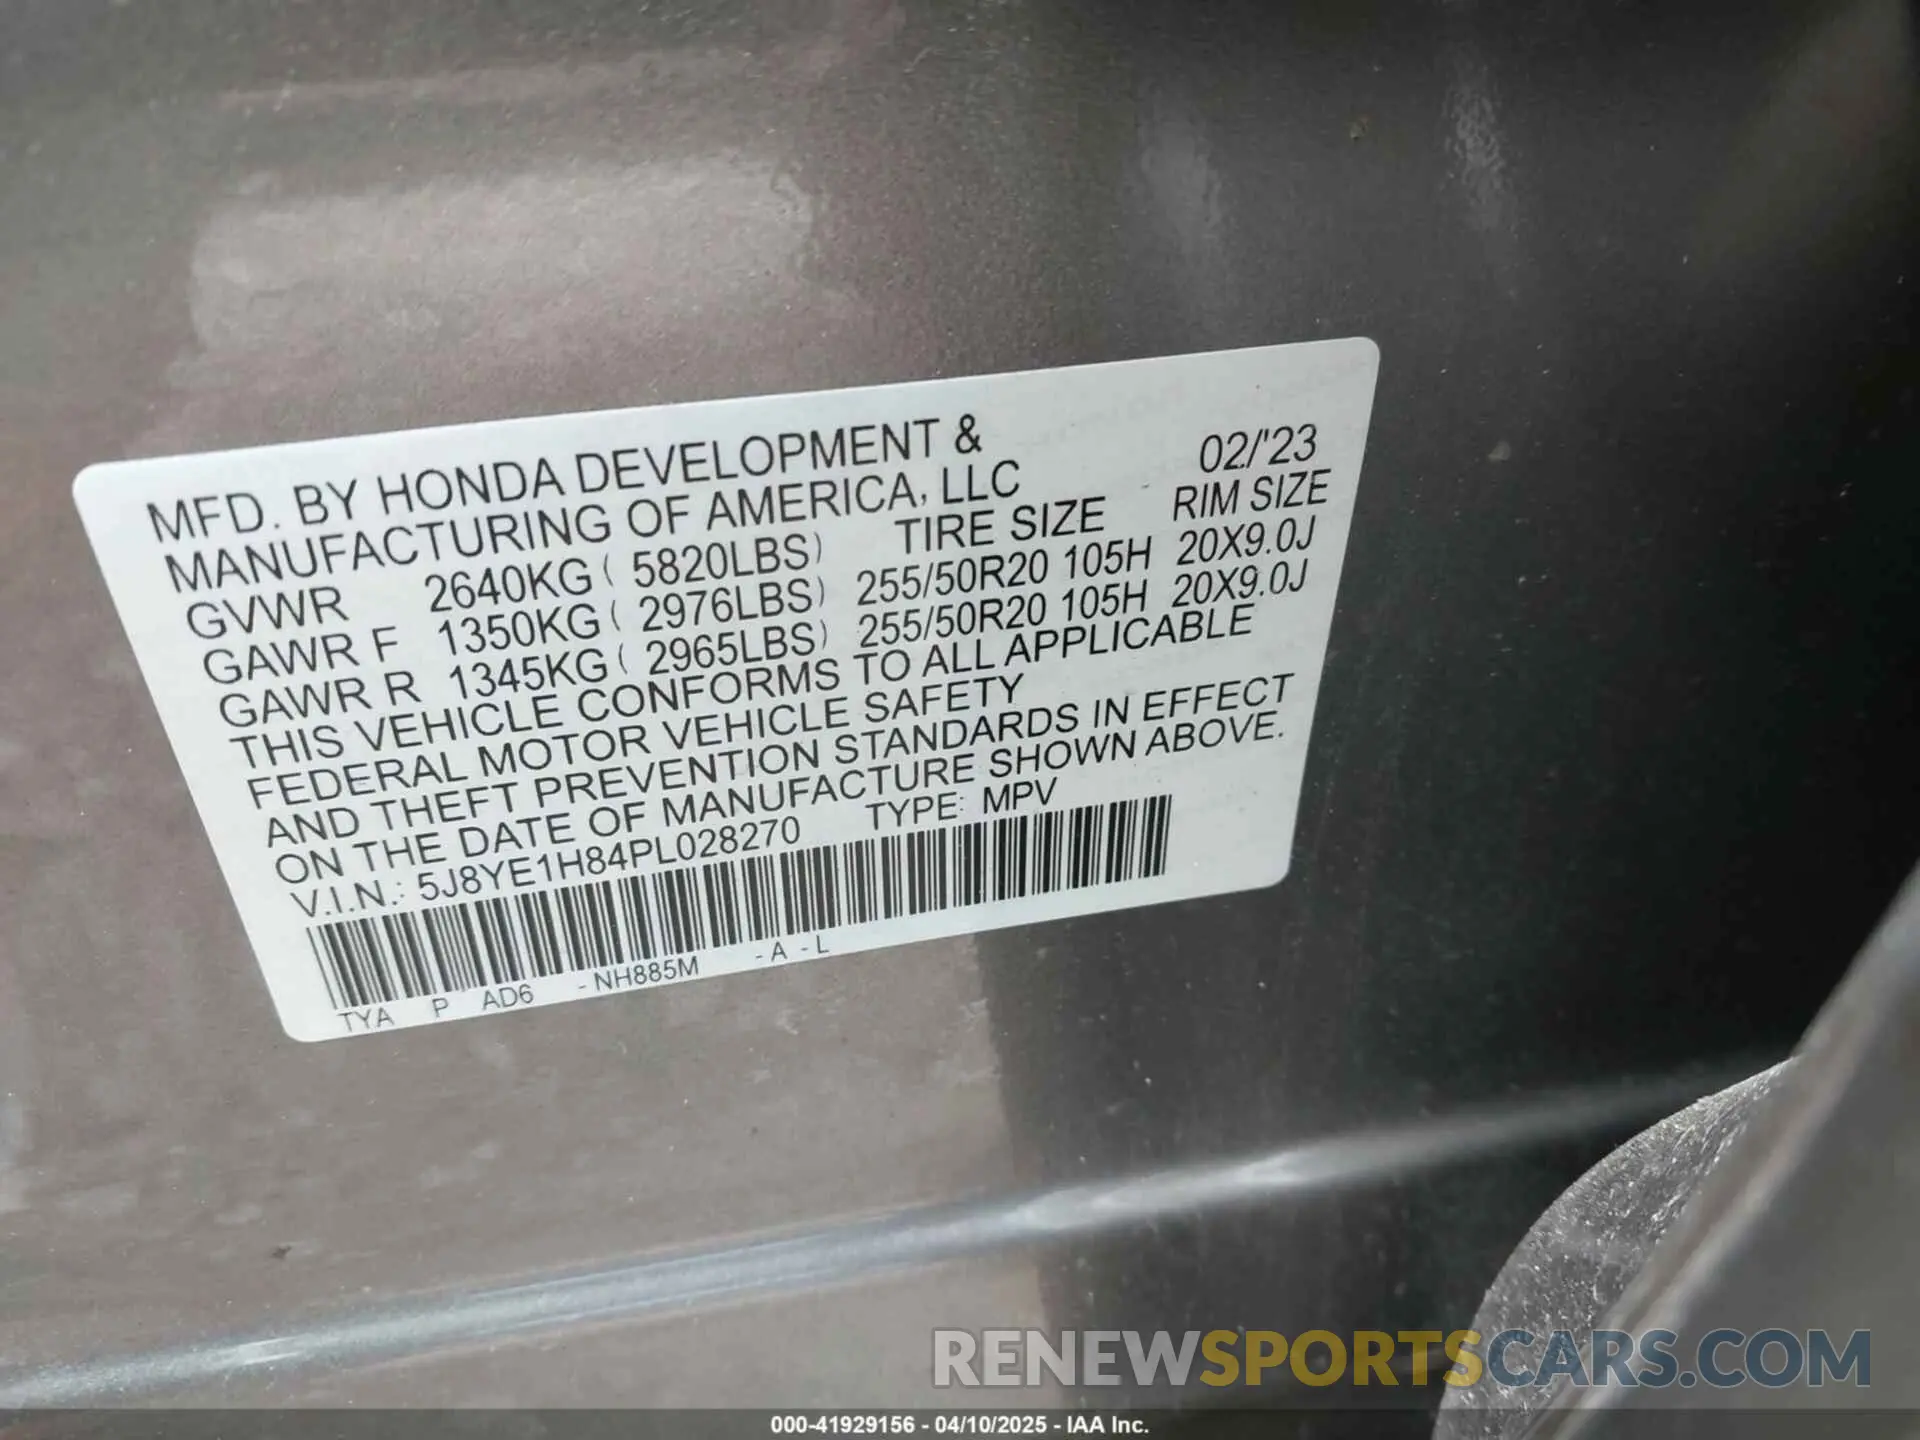 MFD. BY HONDA DEVELOPMENT & 02/'23
MANUFACTURING OF AMERICA, LLC
TIRE SIZE RIM SIZE
GVWR 2640KG ( 5820LBS)
GAWR F 1350KG ( 2976LBS) 255/50R20 105H 20X9.0J
GAWR R 1345KG ( 2965LBS) 255/50R20 105H 20X9.0J
THIS VEHICLE CONFORMS TO ALL APPLICABLE
FEDERAL MOTOR VEHICLE SAFETY
AND THEFT PREVENTION STANDARDS IN EFFECT
ON THE DATE OF MANUFACTURE SHOWN ABOVE.
V.I.N.: 5J8YE1H84PL028270 TYPE: MPV
TYA P AD6 -NH885M -A -L
RENEWSPORTSCARS.COM
000-41929156 - 04/10/2025 - IAA Inc.